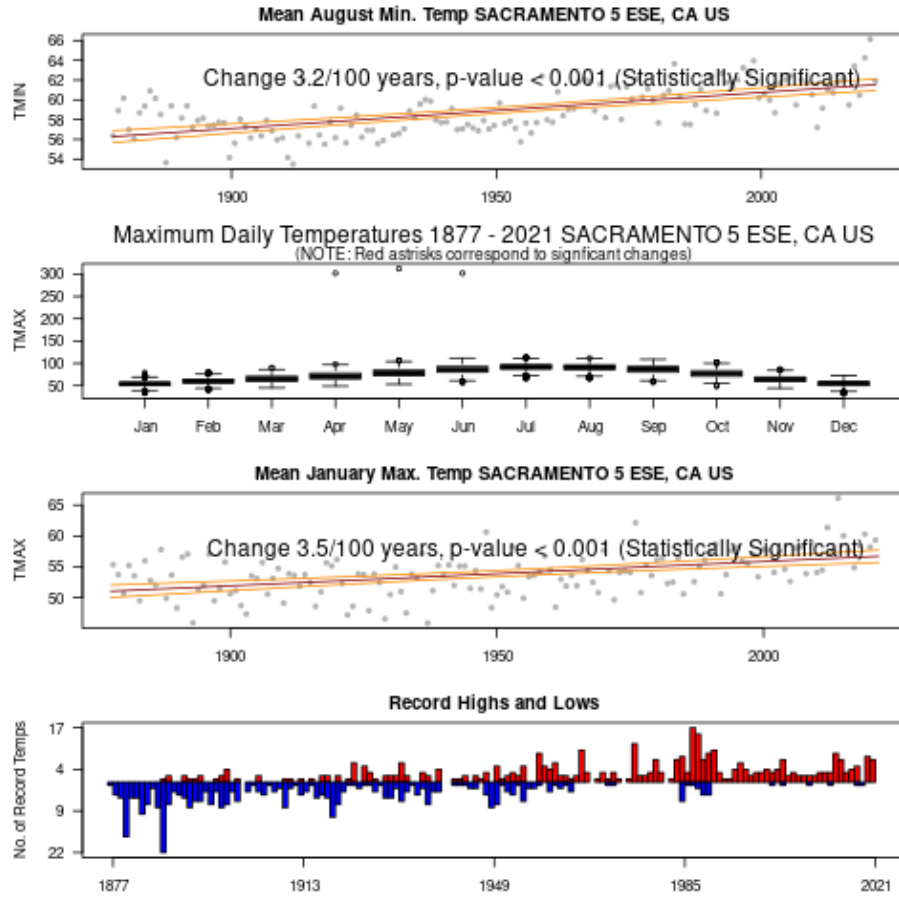 Mean August Min. Temp SACRAMENTO 5 ESE, CA US
TMIN
66
64
62
60
58
56
54
Change 3.2/100 years, p-value < 0.001 (Statistically Significant)
1900
1950
2000
Maximum Daily Temperatures 1877 - 2021 SACRAMENTO 5 ESE, CA US
(NOTE: Red astrisks correspond to signficant changes)
TMAX
300
250
200
150
100
50
Jan Feb Mar Apr May Jun Jul Aug Sep Oct Nov Dec
Mean January Max. Temp SACRAMENTO 5 ESE, CA US
TMAX
65
60
55
50
Change 3.5/100 years, p-value < 0.001 (Statistically Significant)
1900
1950
2000
Record Highs and Lows
No. of Record Temps
17
4
9
22
1877
1913
1949
1985
2021